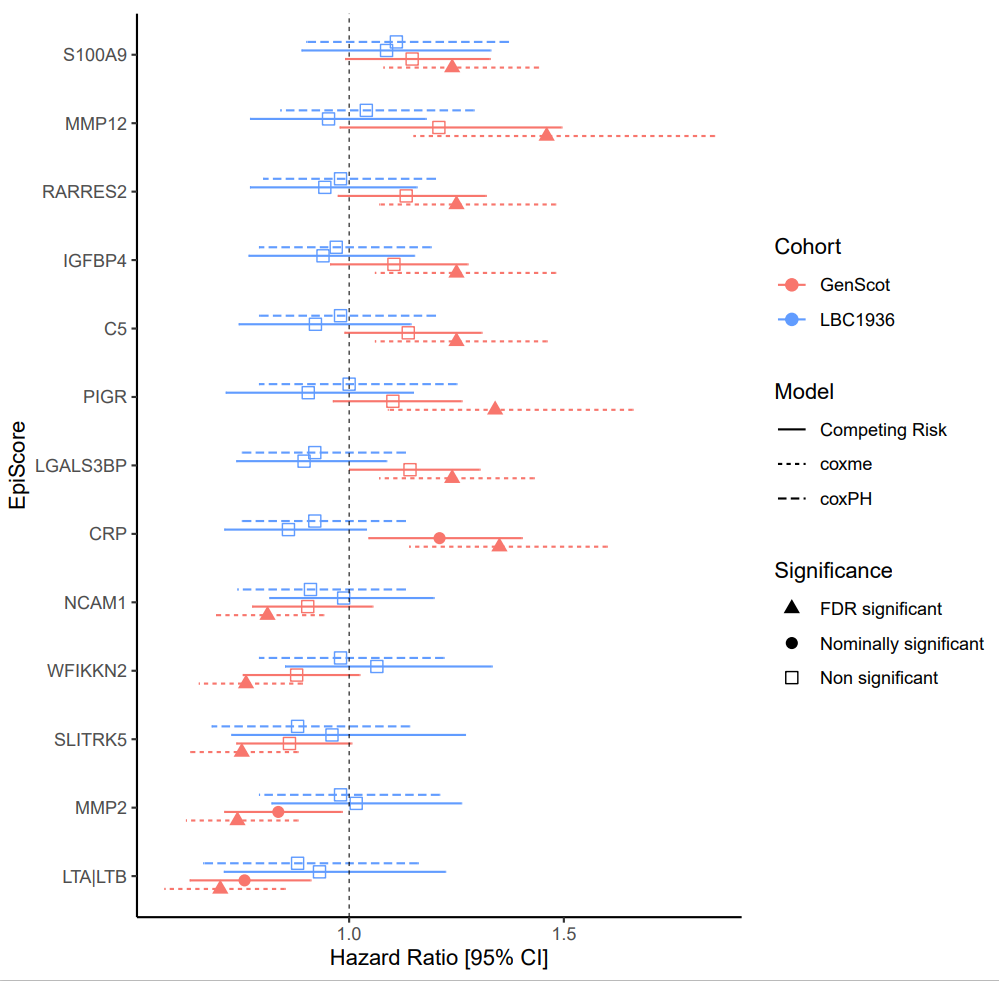 S100A9
MMP12
RARRES2
IGFBP4
C5
PIGR
LGALS3BP
CRP
NCAM1
WFIKKN2
SLITRK5
MMP2
LTA|LTB
EpiScore
1.0
1.5
Hazard Ratio [95% CI]
Cohort
GenScot
LBC1936
Model
Competing Risk
coxme
coxPH
Significance
FDR significant
Nominally significant
Non significant